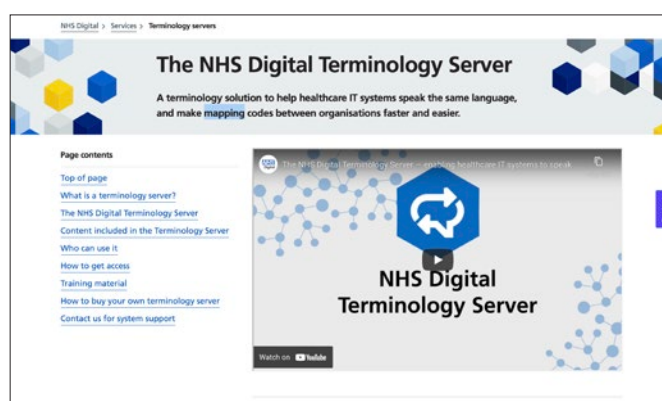 NHS Digital > Services > Terminology servers
The NHS Digital Terminology Server
A terminology solution to help healthcare IT systems speak the same language,
and make mapping codes between organisations faster and easier.
Page contents
Top of page
What is a terminology server?
The NHS Digital Terminology Server
Content included in the Terminology Server
Who can use it
How to get access
Training material
How to buy your own terminology server
Contact us for system support
The NHS Digital Terminology Server – enabling healthcare IT systems to speak
NHS Digital
Terminology Server
Watch on YouTube